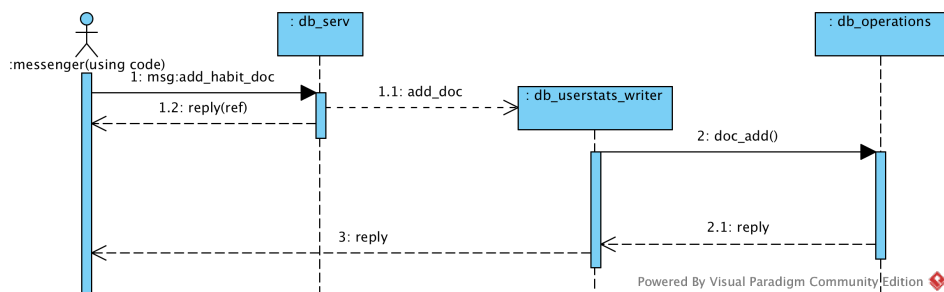 : db_serv
: db_operations
:messenger(using code)
1: msg:add_habit_doc
1.1: add_doc
: db_userstats_writer
1.2: reply(ref)
2: doc_add()
2.1: reply
3: reply
Powered By Visual Paradigm Community Edition